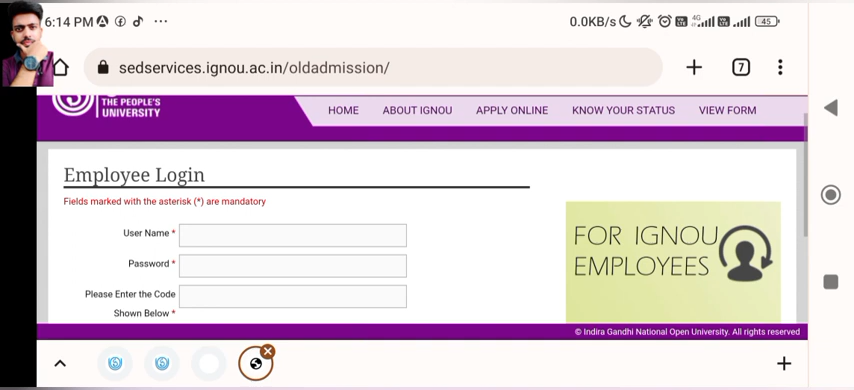 6:14 PM ··· 0.0KB/s 4G 45
sedservices.ignou.ac.in/oldadmission/ 7
THE PEOPLE'S
UNIVERSITY
HOME ABOUT IGNOU APPLY ONLINE KNOW YOUR STATUS VIEW FORM
Employee Login
Fields marked with the asterisk (*) are mandatory
User Name *
Password *
Please Enter the Code
Shown Below *
FOR IGNOU
EMPLOYEES
© Indira Gandhi National Open University. All rights reserved